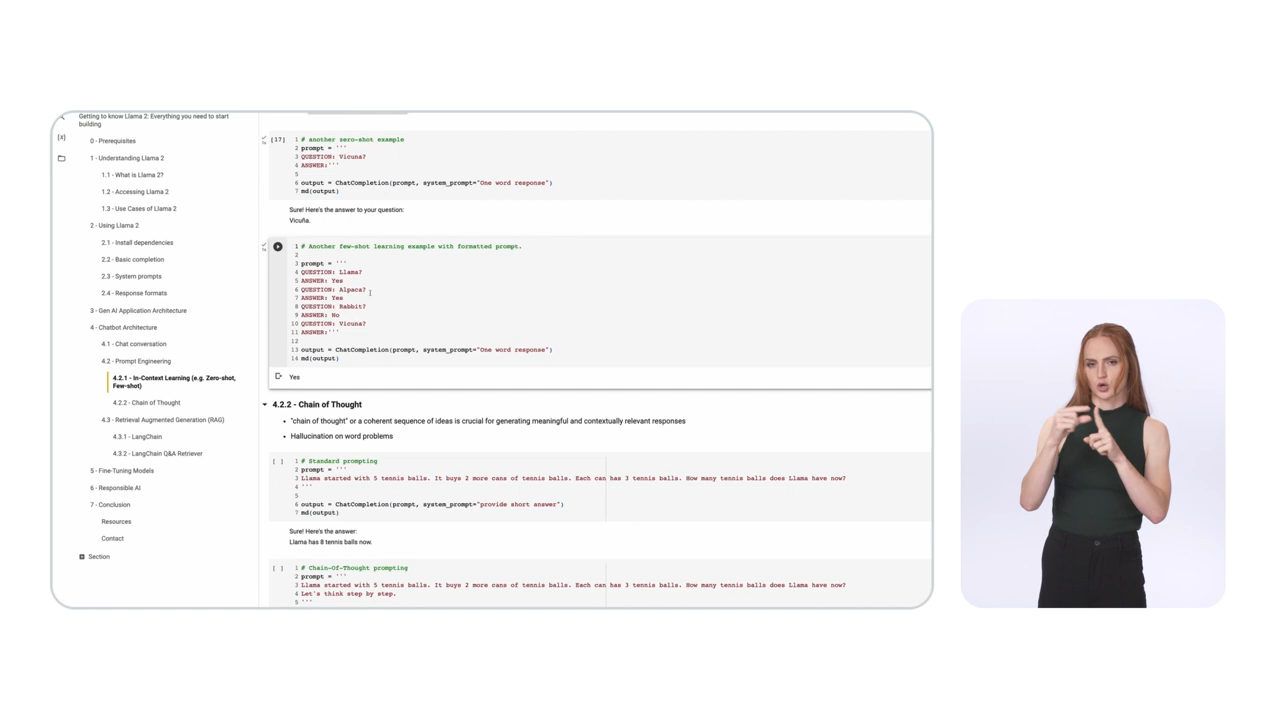 Getting to know Llama 2: Everything you need to start
building
0 - Prerequisites
1 - Understanding Llama 2
1.1 - What is Llama 2?
1.2 - Accessing Llama 2
1.3 - Use Cases of Llama 2
2 - Using Llama 2
2.1 - Install dependencies
2.2 - Basic completion
2.3 - System prompts
2.4 - Response formats
3 - Gen AI Application Architecture
4 - Chatbot Architecture
4.1 - Chat conversation
4.2 - Prompt Engineering
4.2.1 - In-Context Learning (e.g. Zero-shot,
Few-shot)
4.2.2 - Chain of Thought
4.3 - Retrieval Augmented Generation (RAG)
4.3.1 - LangChain
4.3.2 - LangChain Q&A Retriever
5 - Fine-Tuning Models
6 - Responsible AI
7 - Conclusion
Resources
Contact
Section
{x}
[17] 1 # another zero-shot example
2 prompt = '''
3 QUESTION: Vicuna?
4 ANSWER:'''
5
6 output = ChatCompletion(prompt, system_prompt="One word response")
7 md(output)
Sure! Here's the answer to your question:
Vicuña.
1 # Another few-shot learning example with formatted prompt.
2
3 prompt = '''
4 QUESTION: Llama?
5 ANSWER: Yes
6 QUESTION: Alpaca?
7 ANSWER: Yes
8 QUESTION: Rabbit?
9 ANSWER: No
10 QUESTION: Vicuna?
11 ANSWER:'''
12
13 output = ChatCompletion(prompt, system_prompt="One word response")
14 md(output)
Yes
4.2.2 - Chain of Thought
• "chain of thought" or a coherent sequence of ideas is crucial for generating meaningful and contextually relevant responses
• Hallucination on word problems
[ ] 1 # Standard prompting
2 prompt = '''
3 Llama started with 5 tennis balls. It buys 2 more cans of tennis balls. Each can has 3 tennis balls. How many tennis balls does Llama have now?
4 '''
5
6 output = ChatCompletion(prompt, system_prompt="provide short answer")
7 md(output)
Sure! Here's the answer:
Llama has 8 tennis balls now.
[ ] 1 # Chain-Of-Thought prompting
2 prompt = '''
3 Llama started with 5 tennis balls. It buys 2 more cans of tennis balls. Each can has 3 tennis balls. How many tennis balls does Llama have now?
4 Let's think step by step.
5 '''